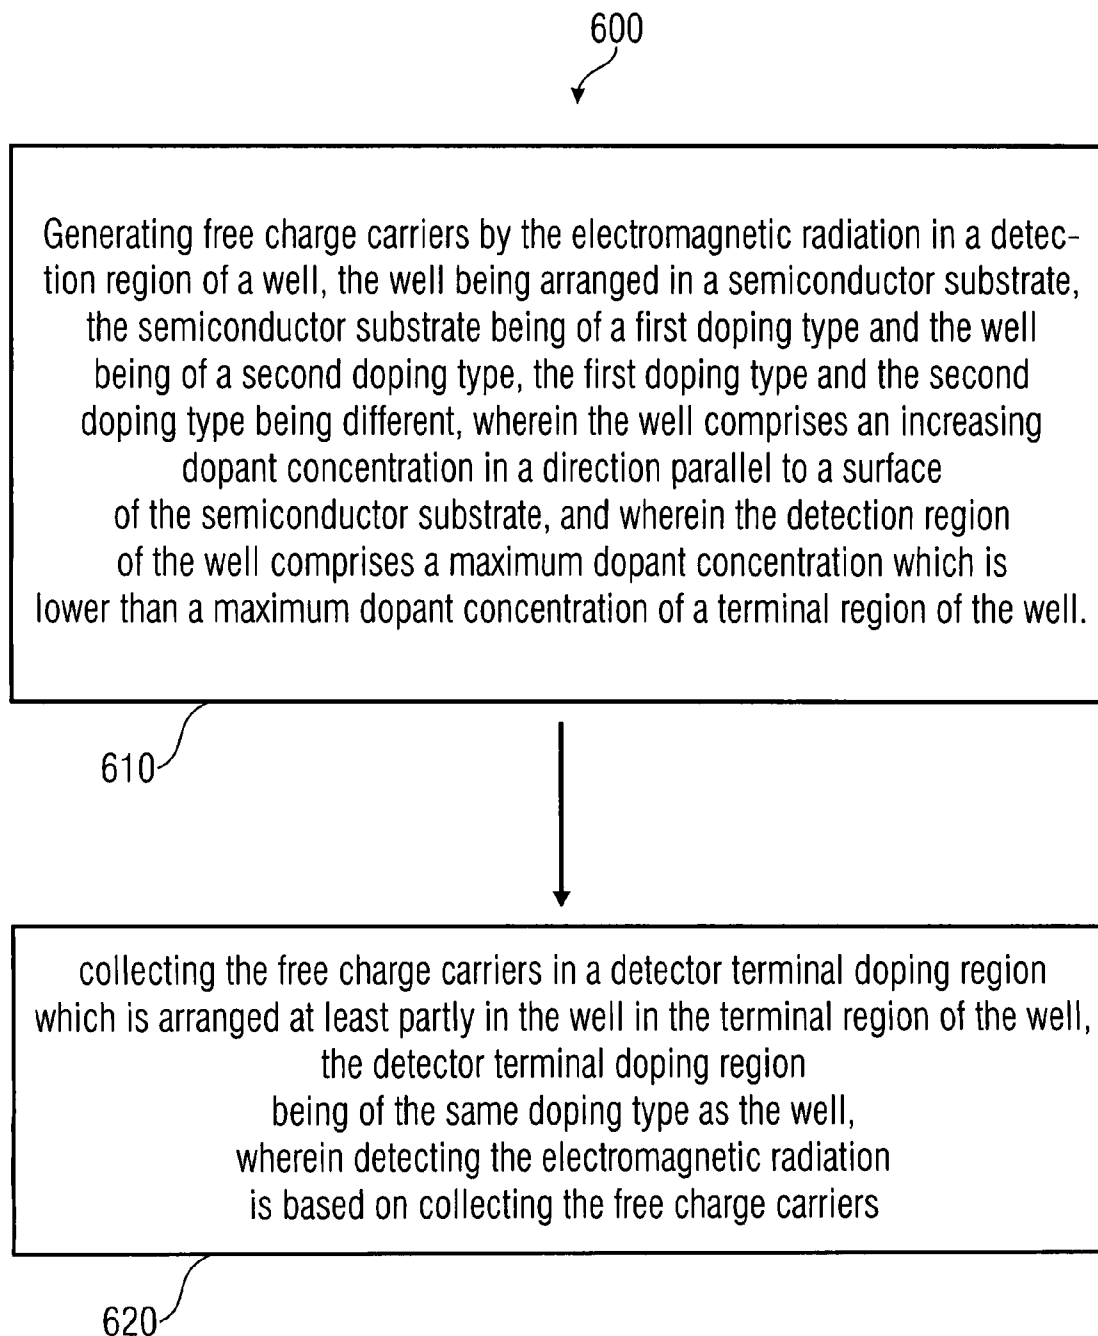 600
Generating free charge carriers by the electromagnetic radiation in a detec-
tion region of a well, the well being arranged in a semiconductor substrate,
the semiconductor substrate being of a first doping type and the well
being of a second doping type, the first doping type and the second
doping type being different, wherein the well comprises an increasing
dopant concentration in a direction parallel to a surface
of the semiconductor substrate, and wherein the detection region
of the well comprises a maximum dopant concentration which is
lower than a maximum dopant concentration of a terminal region of the well.
610
collecting the free charge carriers in a detector terminal doping region
which is arranged at least partly in the well in the terminal region of the well,
the detector terminal doping region
being of the same doping type as the well,
wherein detecting the electromagnetic radiation
is based on collecting the free charge carriers
620